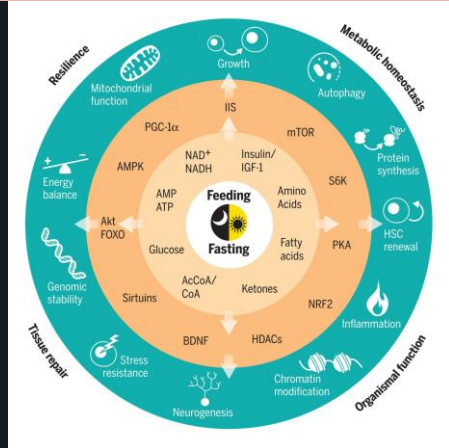 Resilience
Metabolic homeostasis
Tissue repair
Organismal function
Growth
Autophagy
Protein
synthesis
HSC
renewal
Inflammation
Chromatin
modification
Neurogenesis
Stress
resistance
Genomic
stability
Energy
balance
Mitochondrial
function
IIS
mTOR
S6K
PKA
NRF2
HDACs
BDNF
Sirtuins
Akt
FOXO
AMPK
PGC-1α
NAD+
NADH
Insulin/
IGF-1
Amino
Acids
Fatty
acids
Ketones
AcCoA/
CoA
Glucose
AMP
ATP
Feeding
Fasting
+
−